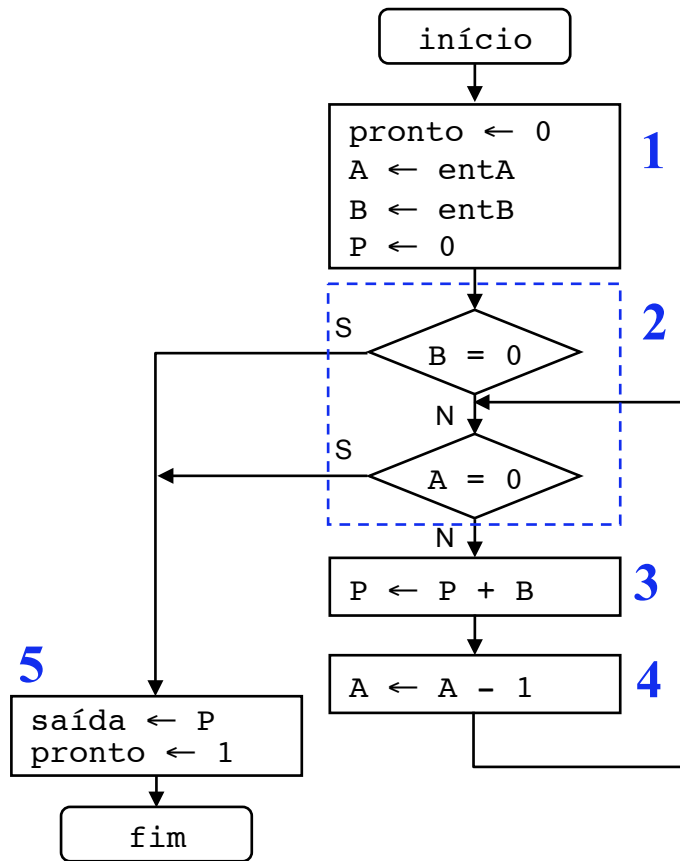 início
pronto ← 0
A ← entA
B ← entB
P ← 0
1
2
S
B = 0
N
S
A = 0
N
P ← P + B
3
A ← A - 1
4
5
saída ← P
pronto ← 1
fim